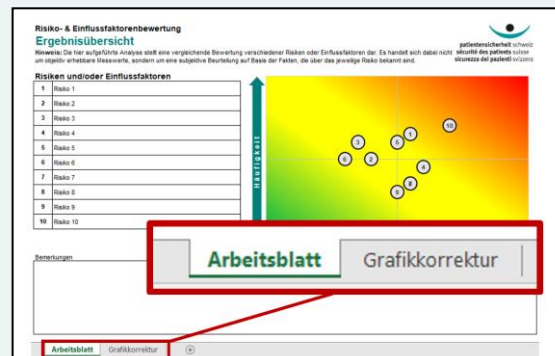 Risiko- & Einflussfaktorenbewertung
Ergebnisübersicht
Hinweis: Die hier aufgeführte Analyse stellt eine vergleichende Bewertung verschiedener Risiken oder Einflussfaktoren dar. Es handelt sich dabei nicht
um objektiv erhebbare Messwerte, sondern um eine subjektive Beurteilung auf Basis der Fakten, die über das jeweilige Risiko bekannt sind.
patientensicherheit schweiz
sécurité des patients suisse
sicurezza dei pazienti svizzera
Risiken und/oder Einflussfaktoren
1 Risiko 1
2 Risiko 2
3 Risiko 3
4 Risiko 4
5 Risiko 5
6 Risiko 6
7 Risiko 7
8 Risiko 8
9 Risiko 9
10 Risiko 10
Häufigkeit
10
1
3
5
6
2
4
8
9
Bemerkungen
Arbeitsblatt Grafikkorrektur
Arbeitsblatt Grafikkorrektur